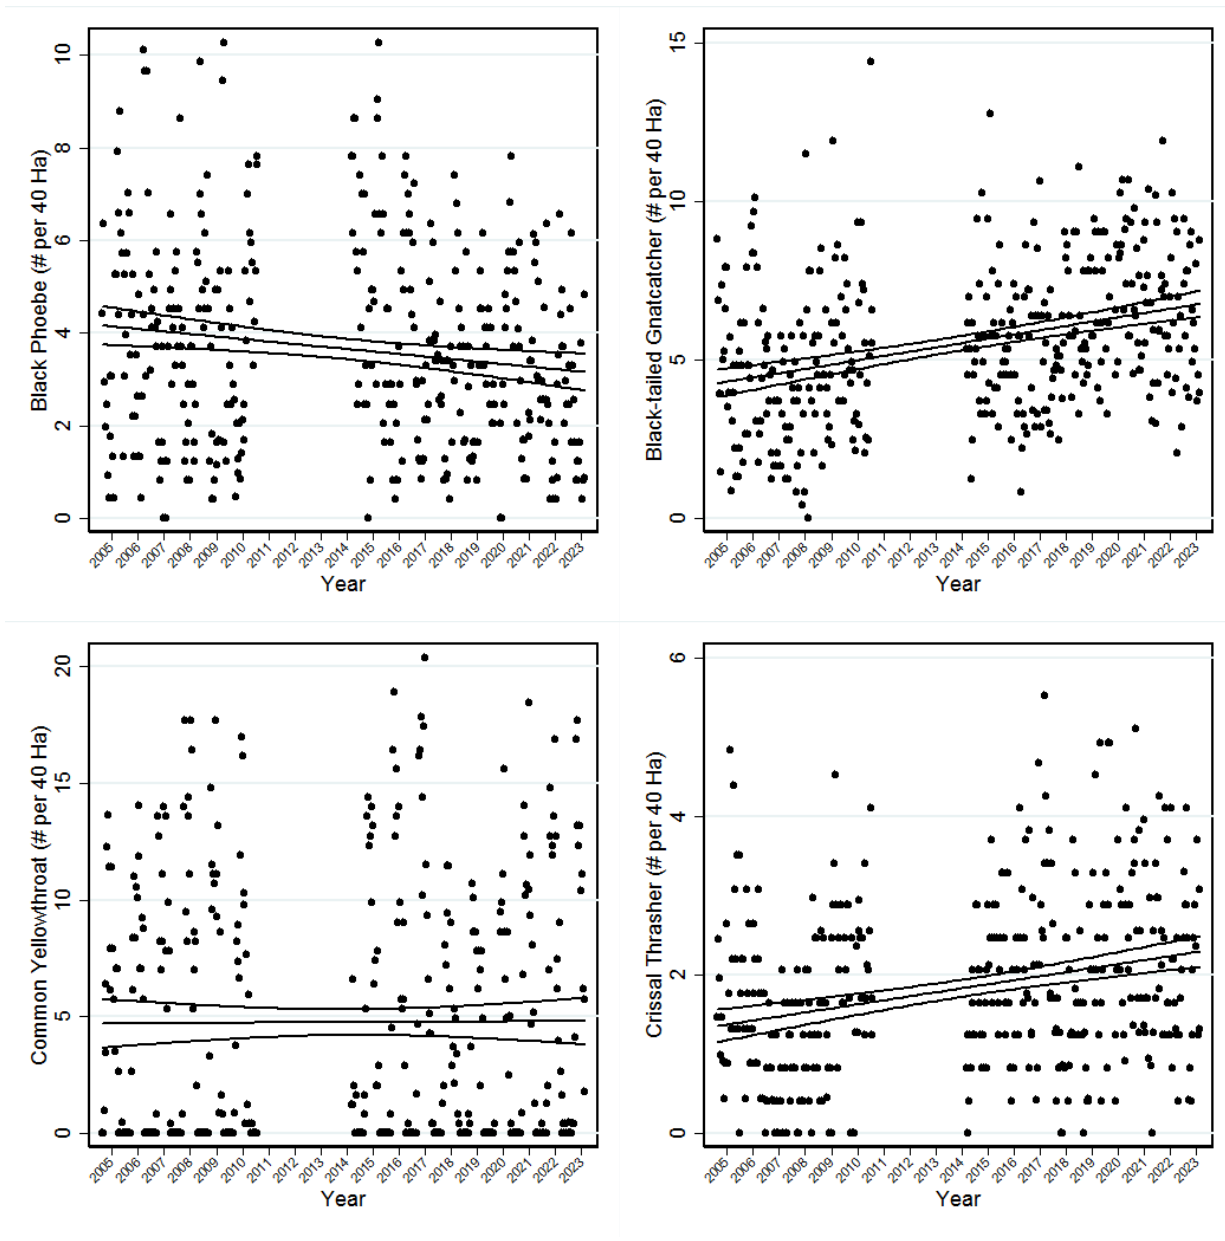 Black Phoebe (# per 40 Ha)
10
8
6
4
2
0
2005 2006 2007 2008 2009 2010 2011 2012 2013 2014 2015 2016 2017 2018 2019 2020 2021 2022 2023
Year
Black-tailed Gnatcatcher (# per 40 Ha)
15
10
5
0
2005 2006 2007 2008 2009 2010 2011 2012 2013 2014 2015 2016 2017 2018 2019 2020 2021 2022 2023
Year
Common Yellowthroat (# per 40 Ha)
20
15
10
5
0
2005 2006 2007 2008 2009 2010 2011 2012 2013 2014 2015 2016 2017 2018 2019 2020 2021 2022 2023
Year
Crissal Thrasher (# per 40 Ha)
6
4
2
0
2005 2006 2007 2008 2009 2010 2011 2012 2013 2014 2015 2016 2017 2018 2019 2020 2021 2022 2023
Year